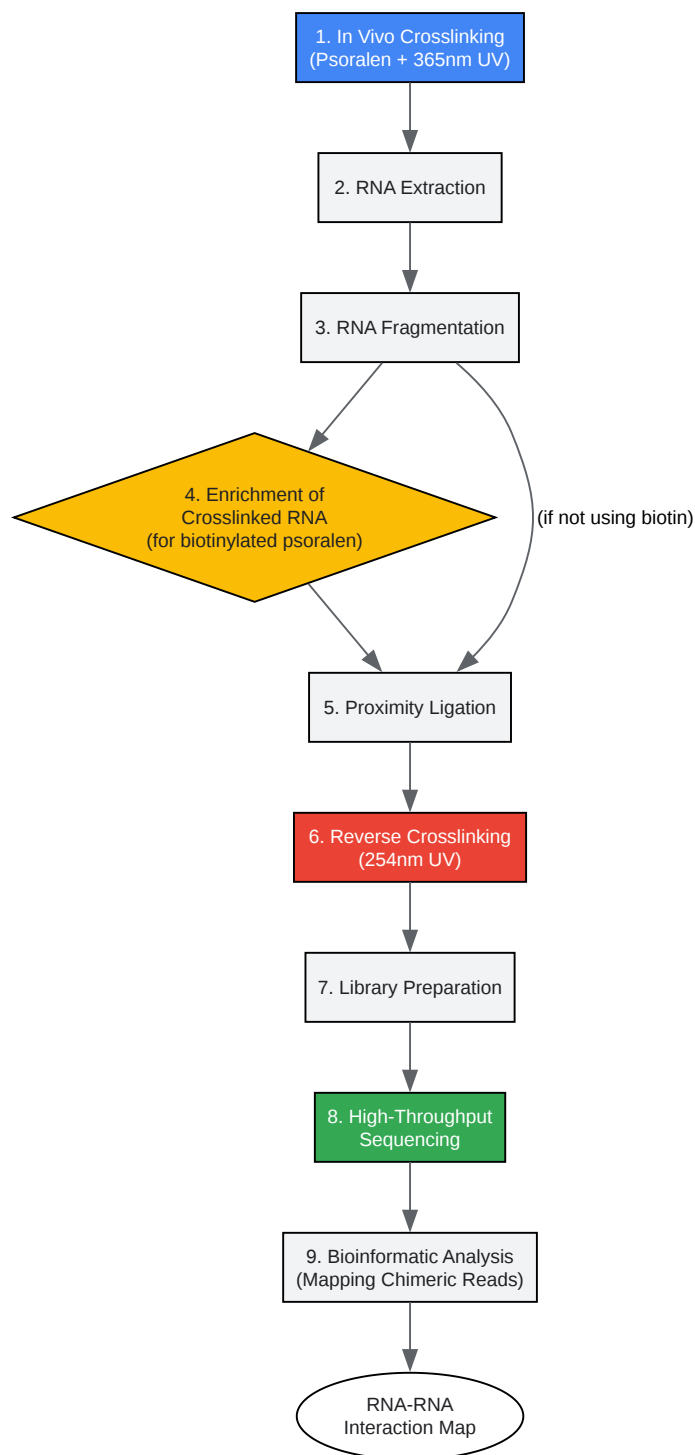 1. In Vivo Crosslinking
(Psoralen + 365nm UV)
2. RNA Extraction
3. RNA Fragmentation
4. Enrichment of
Crosslinked RNA
(for biotinylated psoralen)
(if not using biotin)
5. Proximity Ligation
6. Reverse Crosslinking
(254nm UV)
7. Library Preparation
8. High-Throughput
Sequencing
9. Bioinformatic Analysis
(Mapping Chimeric Reads)
RNA-RNA
Interaction Map